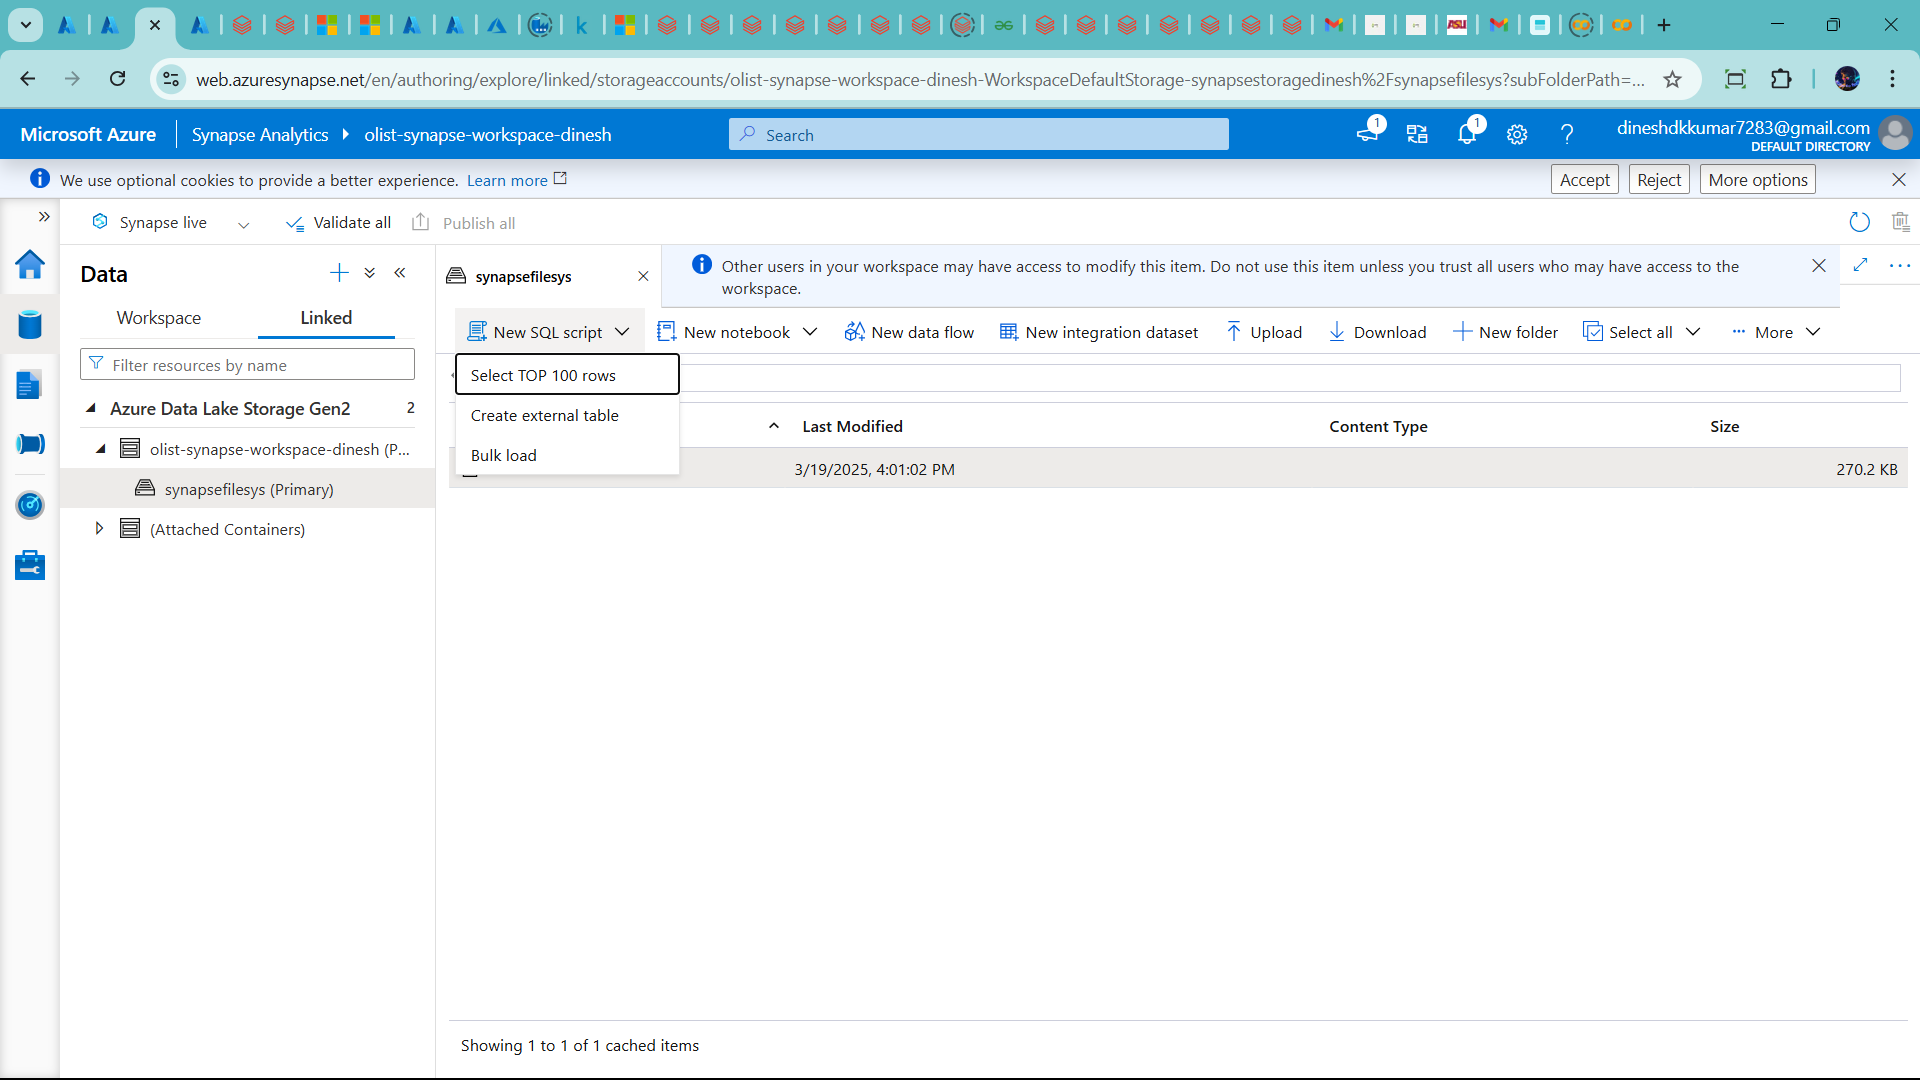 web.azuresynapse.net/en/authoring/explore/linked/storageaccounts/olist-synapse-workspace-dinesh-WorkspaceDefaultStorage-synapsestoragedinesh%2Fsynapsefilesys?subFolderPath=...
Microsoft Azure
Synapse Analytics
olist-synapse-workspace-dinesh
Search
1
1
dineshdkkumar7283@gmail.com
DEFAULT DIRECTORY
We use optional cookies to provide a better experience. Learn more
Accept
Reject
More options
Synapse live
Validate all
Publish all
Data
Workspace
Linked
Filter resources by name
Azure Data Lake Storage Gen2
2
olist-synapse-workspace-dinesh (P...
synapsefilesys (Primary)
(Attached Containers)
synapsefilesys
Other users in your workspace may have access to modify this item. Do not use this item unless you trust all users who may have access to the
workspace.
New SQL script
New notebook
New data flow
New integration dataset
Upload
Download
New folder
Select all
More
Select TOP 100 rows
Create external table
Bulk load
Last Modified
Content Type
Size
3/19/2025, 4:01:02 PM
270.2 KB
Showing 1 to 1 of 1 cached items